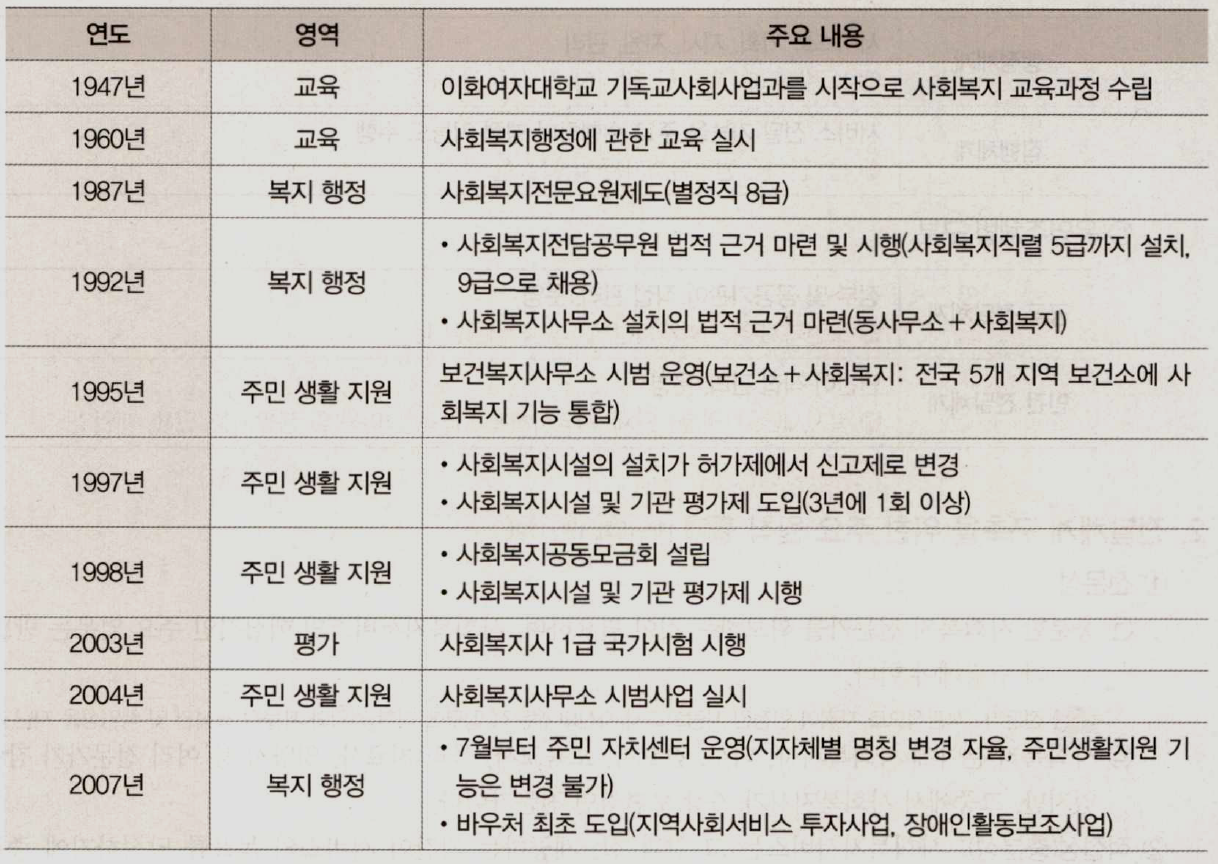 연도 영역 주요 내용
1947년 교육 이화여자대학교 기독교사회사업과를 시작으로 사회복지 교육과정 수립
1960년 교육 사회복지행정에 관한 교육 실시
1987년 복지 행정 사회복지전문요원제도(별정직 8급)
1992년 복지 행정 • 사회복지전담공무원 법적 근거 마련 및 시행(사회복지직렬 5급까지 설치,
9급으로 채용)
• 사회복지사무소 설치의 법적 근거 마련(동사무소 + 사회복지)
1995년 주민 생활 지원 보건복지사무소 시범 운영(보건소 + 사회복지: 전국 5개 지역 보건소에 사
회복지 기능 통합)
1997년 주민 생활 지원 • 사회복지시설의 설치가 허가제에서 신고제로 변경
• 사회복지시설 및 기관 평가제 도입(3년에 1회 이상)
1998년 주민 생활 지원 • 사회복지공동모금회 설립
• 사회복지시설 및 기관 평가제 시행
2003년 평가 사회복지사 1급 국가시험 시행
2004년 주민 생활 지원 사회복지사무소 시범사업 실시
2007년 복지 행정 • 7월부터 주민 자치센터 운영(지자체별 명칭 변경 자율, 주민생활지원 기
능은 변경 불가)
• 바우처 최초 도입(지역사회서비스 투자사업, 장애인활동보조사업)